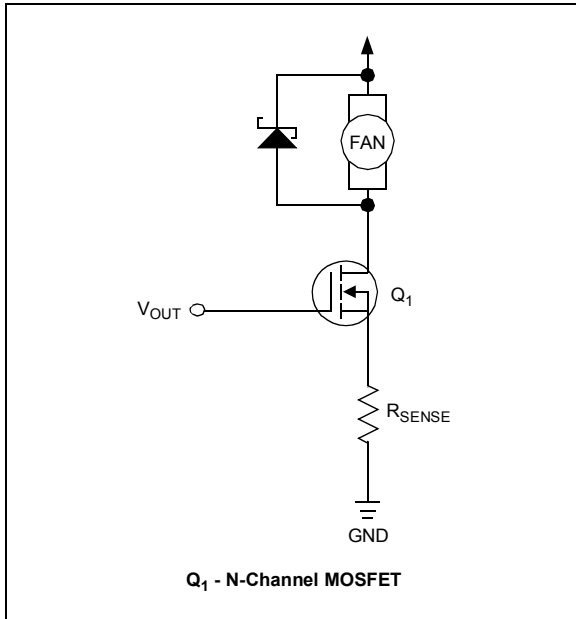 FAN
Q1
VOUT
RSENSE
GND
Q1 - N-Channel MOSFET